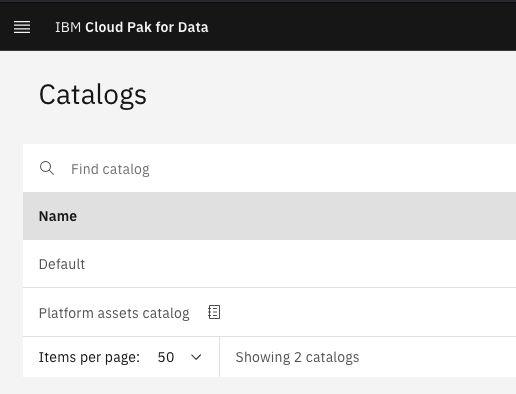 IBM Cloud Pak for Data
Catalogs
Find catalog
Name
Default
Platform assets catalog
Items per page: 50 Showing 2 catalogs